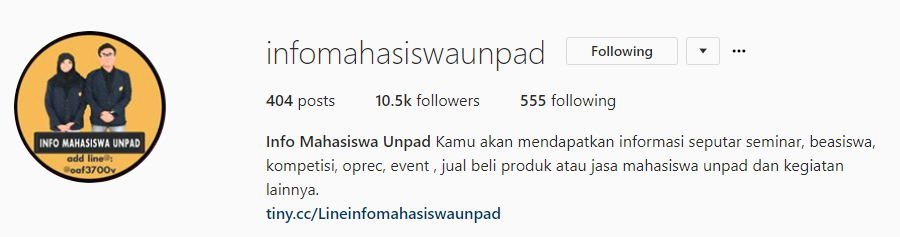 infomahasiswaunpad Following
404 posts 10.5k followers 555 following
Info Mahasiswa Unpad Kamu akan mendapatkan informasi seputar seminar, beasiswa,
kompetisi, oprec, event , jual beli produk atau jasa mahasiswa unpad dan kegiatan
lainnya.
tiny.cc/Lineinfomahasiswaunpad
INFO MAHASISWA UNPAD
add line@:
@oaf3700v